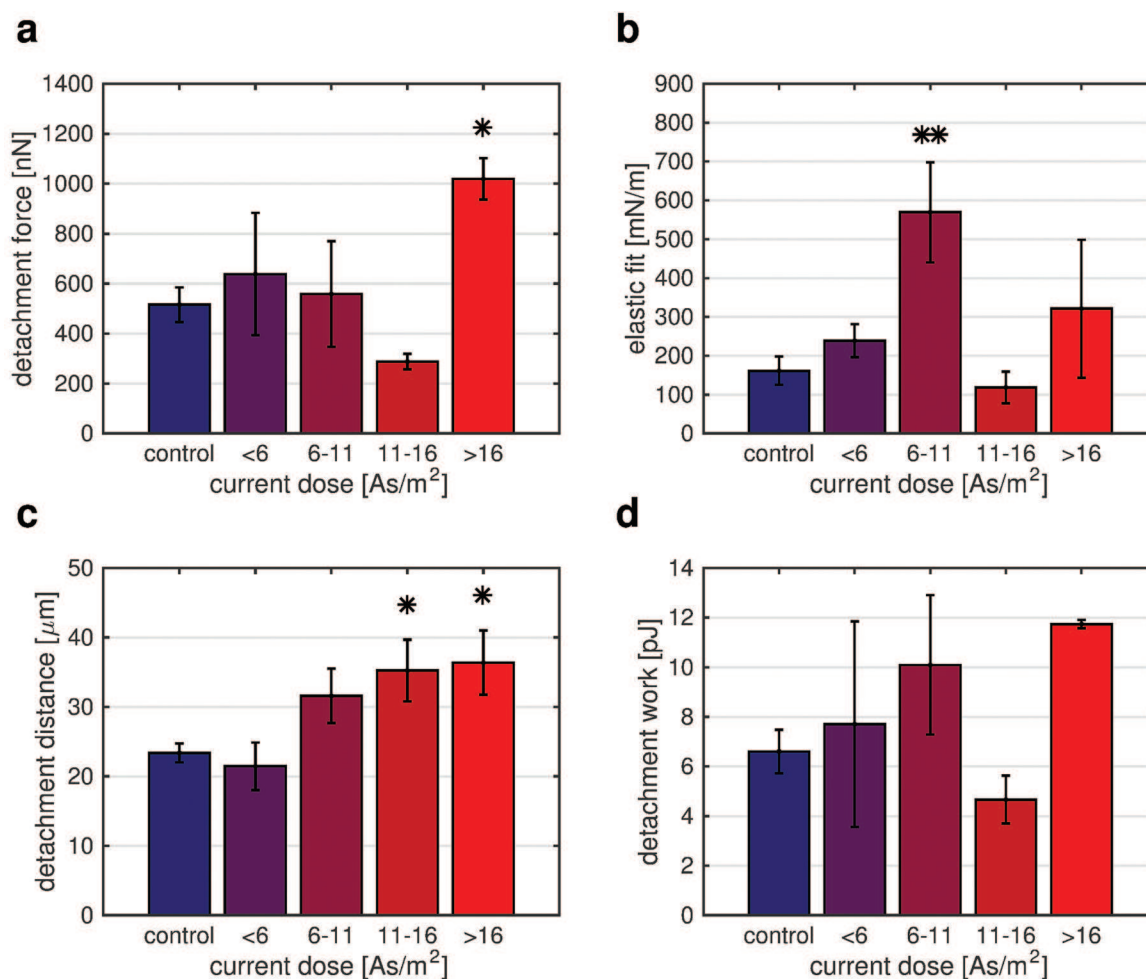 a
1400
1200
1000
800
600
400
200
0
detachment force [nN]
*
control <6 6-11 11-16 >16
current dose [As/m²]
b
900
800
700
600
500
400
300
200
100
0
elastic fit [mN/m]
**
control <6 6-11 11-16 >16
current dose [As/m²]
c
50
40
30
20
10
0
detachment distance [μm]
* *
control <6 6-11 11-16 >16
current dose [As/m²]
d
14
12
10
8
6
4
2
0
detachment work [pJ]
control <6 6-11 11-16 >16
current dose [As/m²]